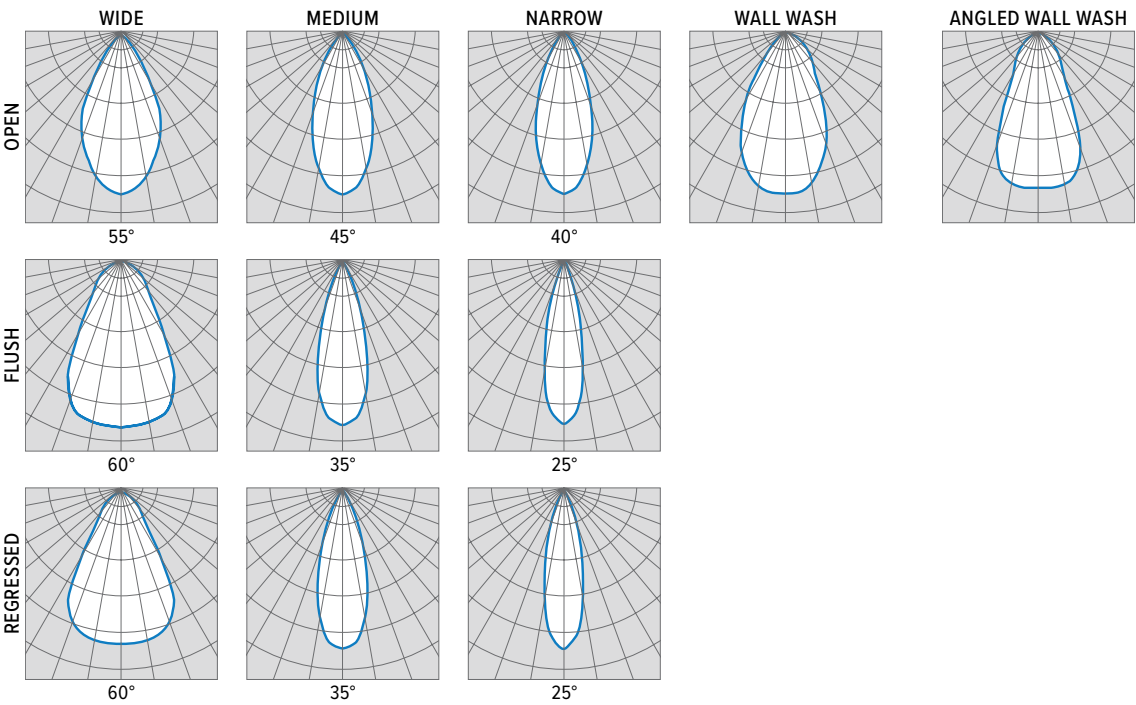 WIDE MEDIUM NARROW WALL WASH ANGLED WALL WASH
OPEN
55° 45° 40°
FLUSH
60° 35° 25°
REGRESSED
60° 35° 25°